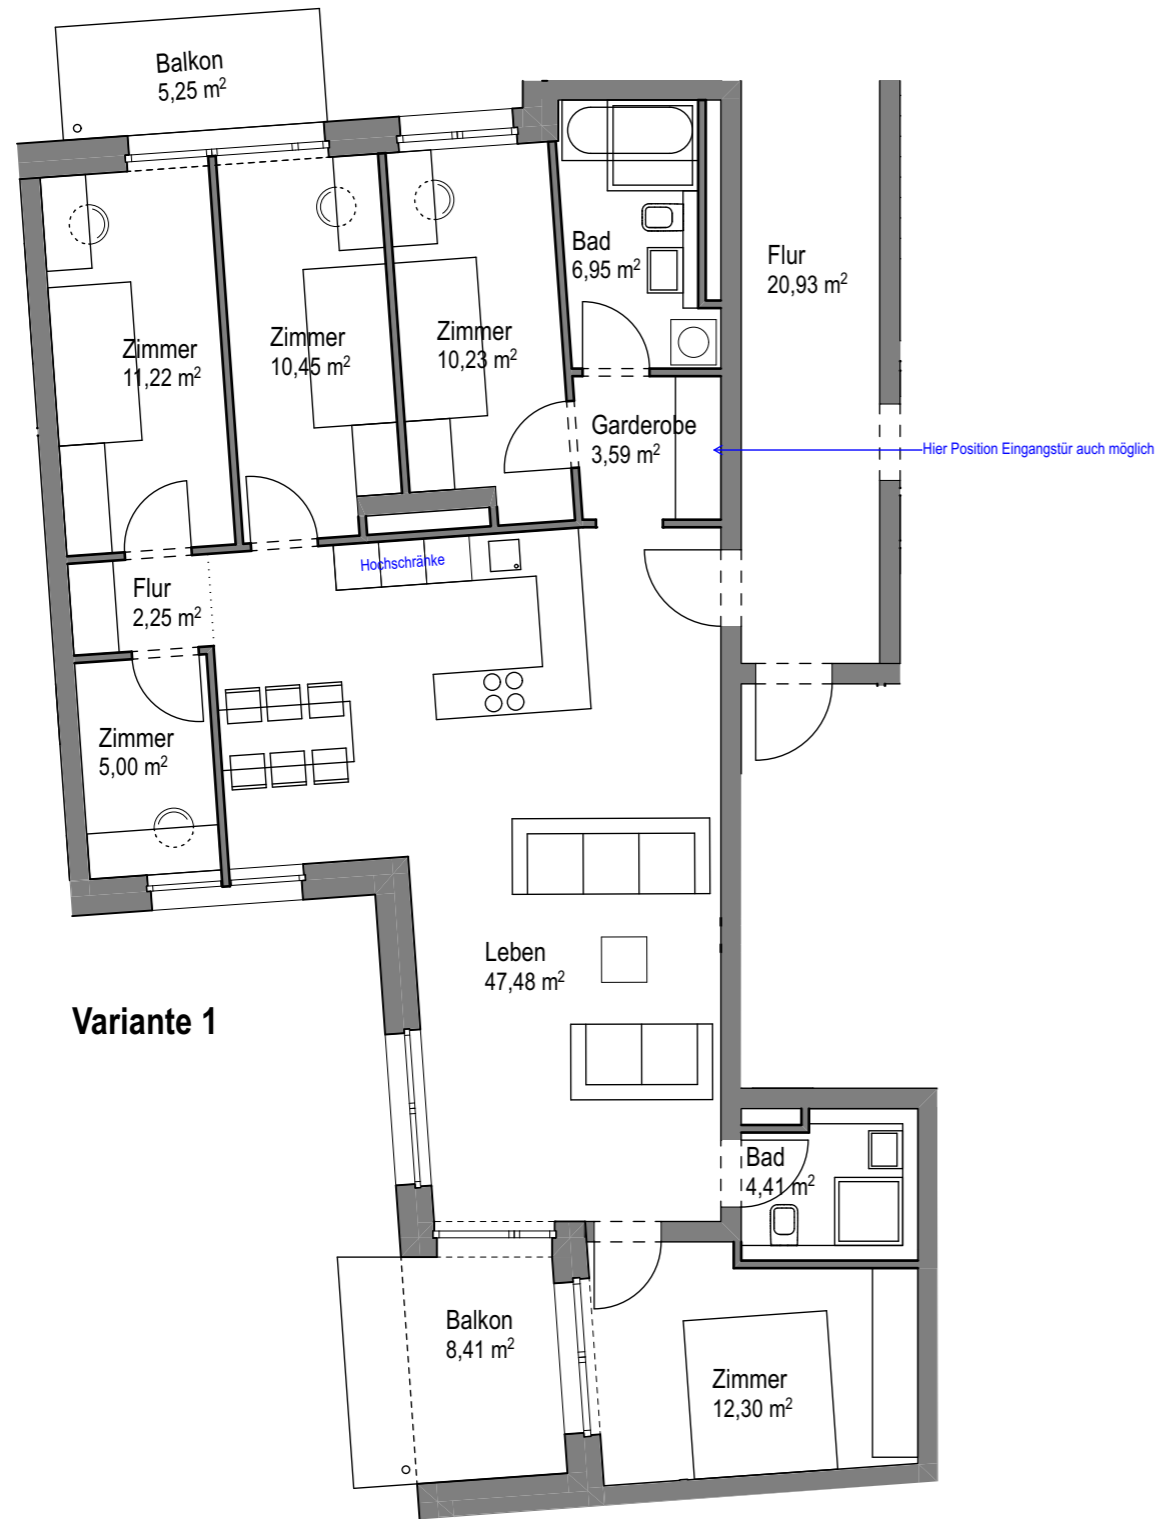 Balkon
5,25 m²
Bad
6,95 m²
Flur
20,93 m²
Zimmer
11,22 m²
Zimmer
10,45 m²
Zimmer
10,23 m²
Garderobe
3,59 m²
Hier Position Eingangstür auch möglich
Hochschränke
Flur
2,25 m²
Zimmer
5,00 m²
Leben
47,48 m²
Variante 1
Bad
4,41 m²
Balkon
8,41 m²
Zimmer
12,30 m²